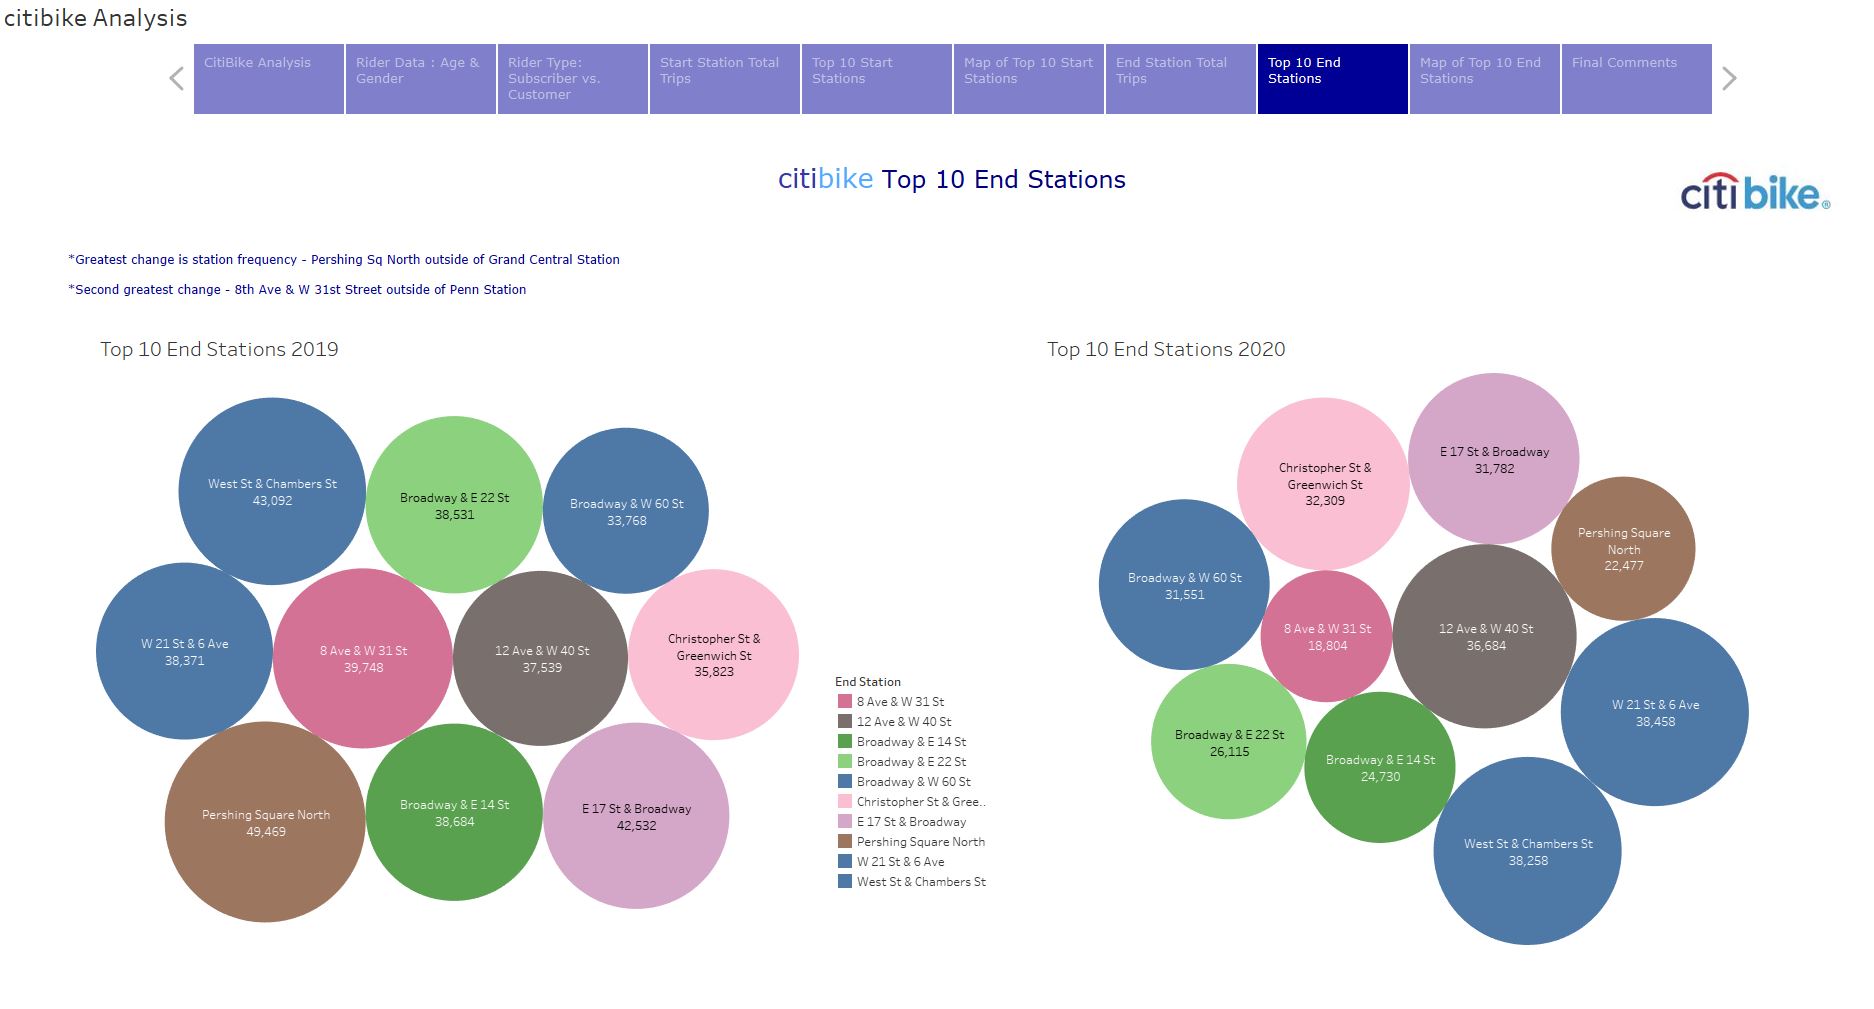 citibike Analysis
CitiBike Analysis
Rider Data : Age &
Gender
Rider Type:
Subscriber vs.
Customer
Start Station Total
Trips
Top 10 Start
Stations
Map of Top 10 Start
Stations
End Station Total
Trips
Top 10 End
Stations
Map of Top 10 End
Stations
Final Comments
citibike Top 10 End Stations
citi bike®
*Greatest change is station frequency - Pershing Sq North outside of Grand Central Station
*Second greatest change - 8th Ave & W 31st Street outside of Penn Station
Top 10 End Stations 2019
West St & Chambers St
43,092
Broadway & E 22 St
38,531
Broadway & W 60 St
33,768
W 21 St & 6 Ave
38,371
8 Ave & W 31 St
39,748
12 Ave & W 40 St
37,539
Christopher St &
Greenwich St
35,823
Pershing Square North
49,469
Broadway & E 14 St
38,684
E 17 St & Broadway
42,532
End Station
8 Ave & W 31 St
12 Ave & W 40 St
Broadway & E 14 St
Broadway & E 22 St
Broadway & W 60 St
Christopher St & Gree..
E 17 St & Broadway
Pershing Square North
W 21 St & 6 Ave
West St & Chambers St
Top 10 End Stations 2020
E 17 St & Broadway
31,782
Christopher St &
Greenwich St
32,309
Pershing Square
North
22,477
Broadway & W 60 St
31,551
8 Ave & W 31 St
18,804
12 Ave & W 40 St
36,684
W 21 St & 6 Ave
38,458
Broadway & E 22 St
26,115
Broadway & E 14 St
24,730
West St & Chambers St
38,258